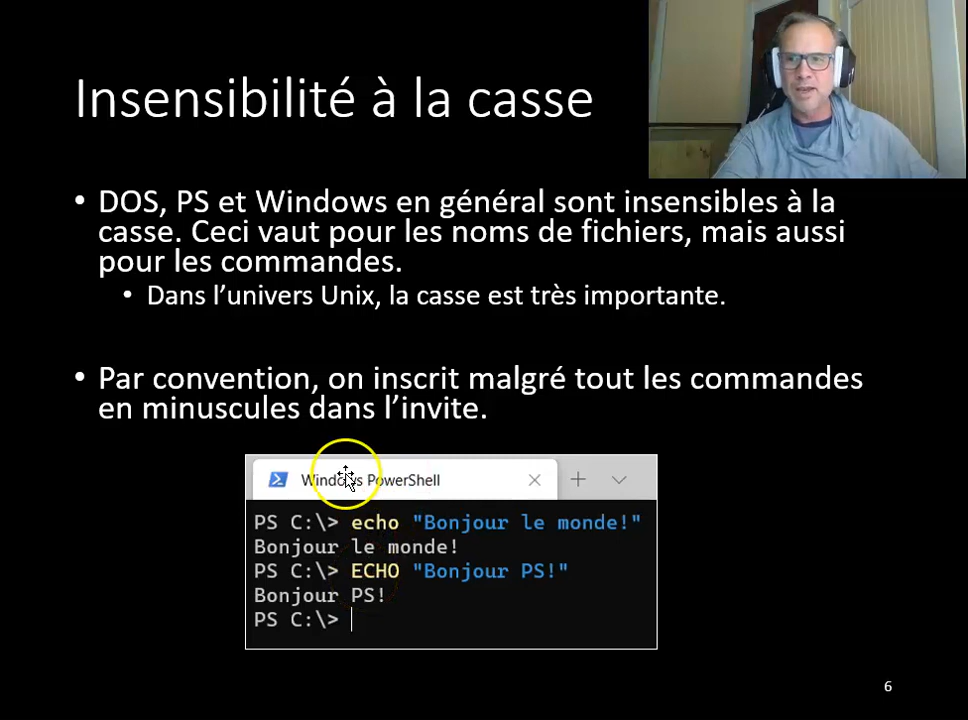 Insensibilité à la casse
• DOS, PS et Windows en général sont insensibles à la
casse. Ceci vaut pour les noms de fichiers, mais aussi
pour les commandes.
• Dans l’univers Unix, la casse est très importante.
• Par convention, on inscrit malgré tout les commandes
en minuscules dans l’invite.
Windows PowerShell
PS C:\> echo "Bonjour le monde!"
Bonjour le monde!
PS C:\> ECHO "Bonjour PS!"
Bonjour PS!
PS C:\>
6